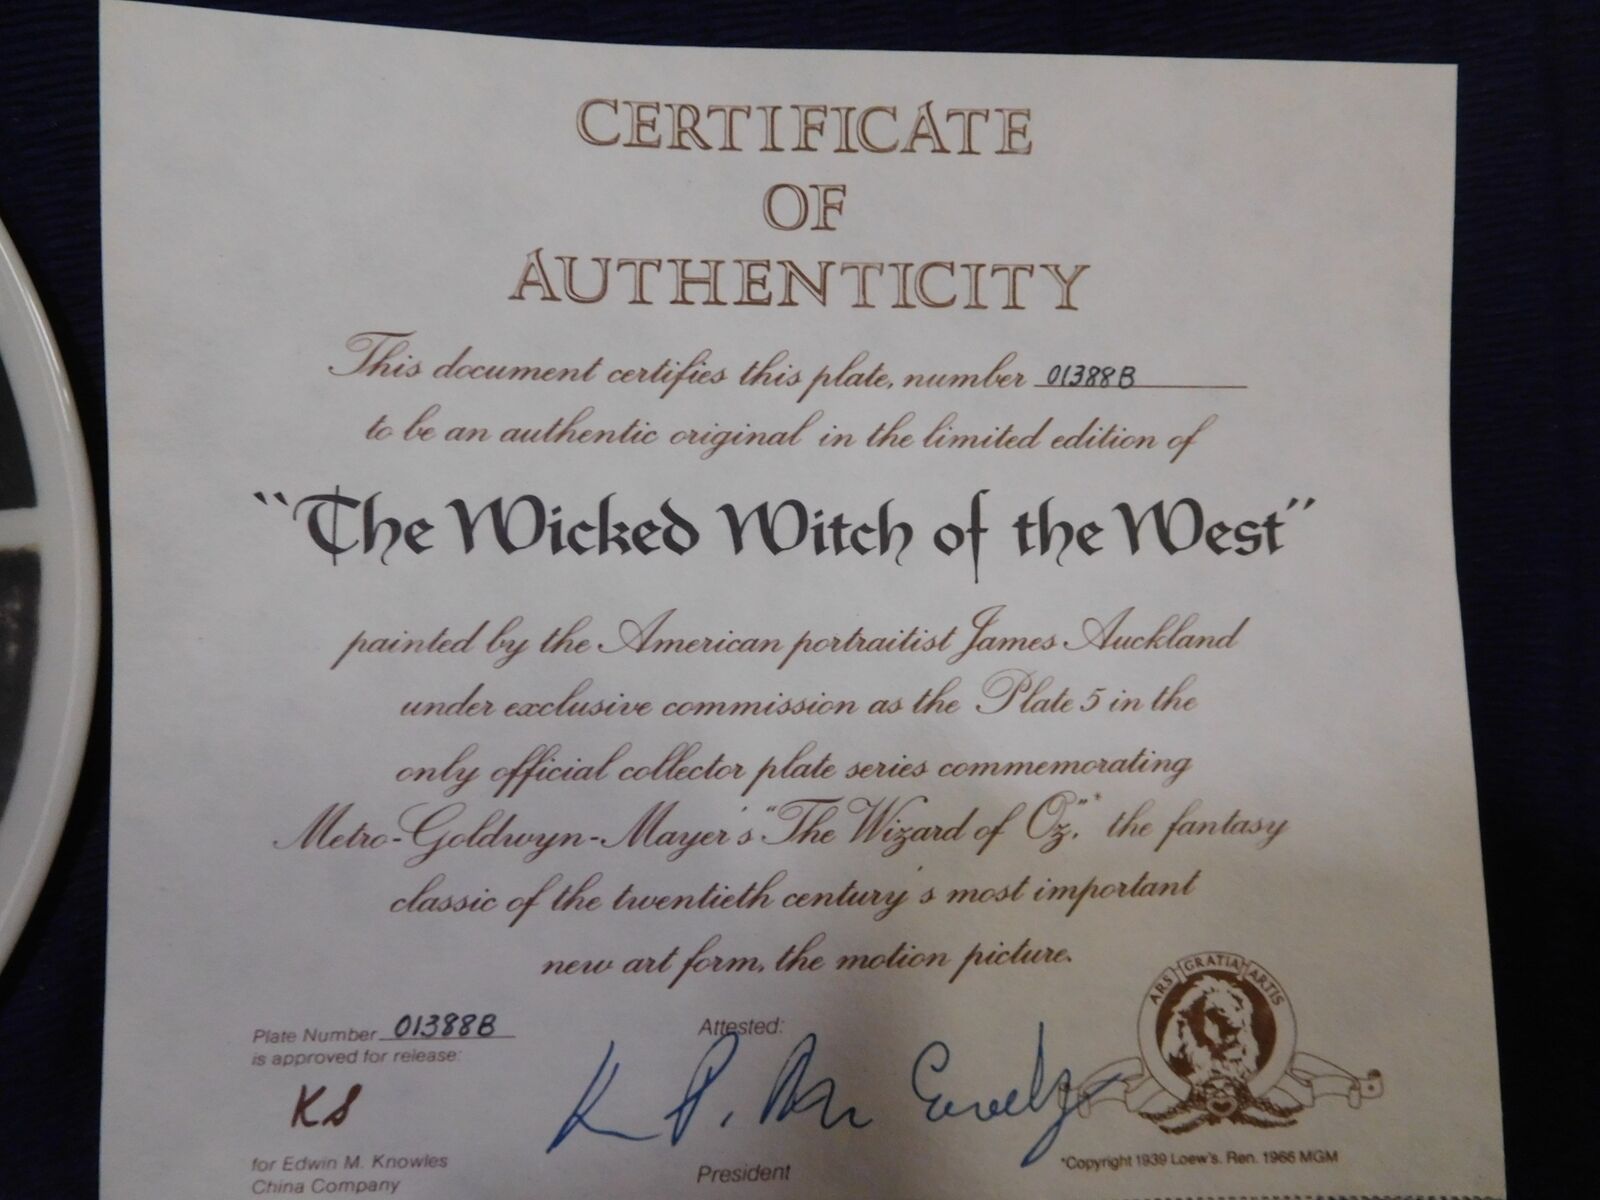 CERTIFICATE
OF
AUTHENTICITY
This document certifies this plate, number 01388B
to be an authentic original in the limited edition of
"The Wicked Witch of the West"
painted by the American portraitist James Auckland
under exclusive commission as the Plate 5 in the
only official collector plate series commemorating
Metro-Goldwyn-Mayer's "The Wizard of Oz,"* the fantasy
classic of the twentieth century's most important
new art form, the motion picture.
ARS GRATIA ARTIS
Plate Number 01388B
is approved for release:
KS
for Edwin M. Knowles
China Company
Attested:
President
*Copyright 1939 Loew's. Ren. 1966 MGM